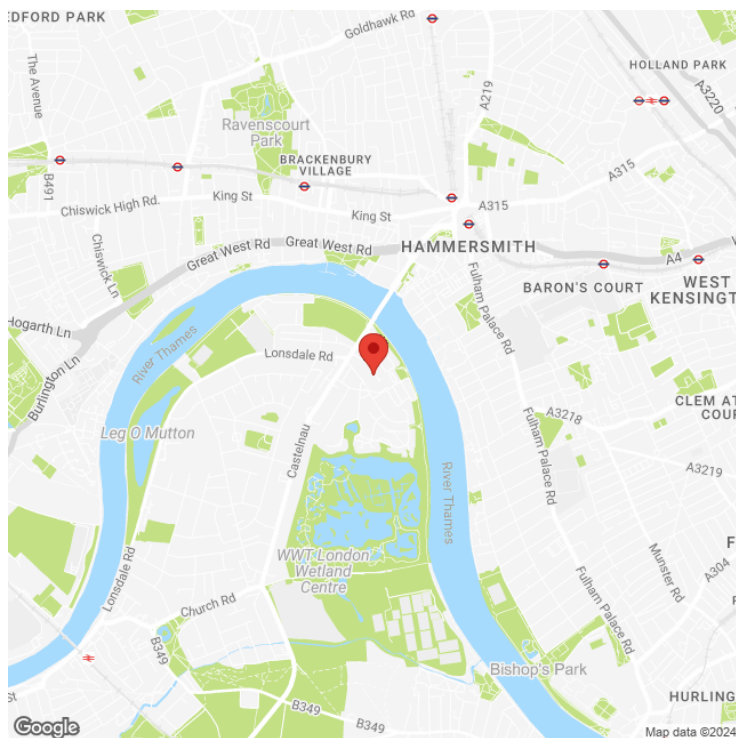 EDFORD PARK
Goldhawk Rd
HOLLAND PARK
A3220
The Avenue
A219
Ravenscourt
Park
BRACKENBURY
VILLAGE
A315
B491
Chiswick High Rd.
King St
King St
A315
Great West Rd
Great West Rd
HAMMERSMITH
Chiswick Ln
A4
WEST
KENSINGT
BARON'S COURT
Fulham Palace Rd
Hogarth Ln
Burlington Ln
River Thames
Lonsdale Rd
CLEM AT
COU
A3218
Leg O Mutton
Castelnau
Fulham Palace Rd
A3219
River Thames
WWT London
Wetland
Centre
Lonsdale Rd
Church Rd
Munster Rd
A304
F
Fulham Palace Rd
B349
Bishop's Park
HURLING
St
B349
B349
Google
Map data ©2024